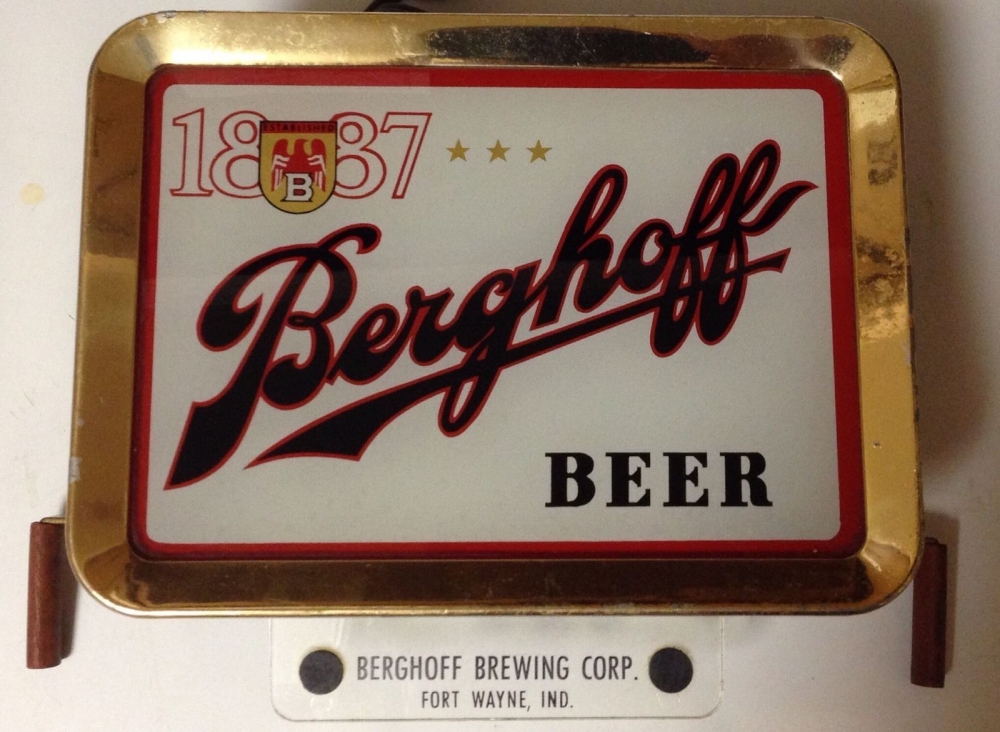 1887
ESTABLISHED
B
Berghoff
BEER
BERGHOFF BREWING CORP.
FORT WAYNE, IND.